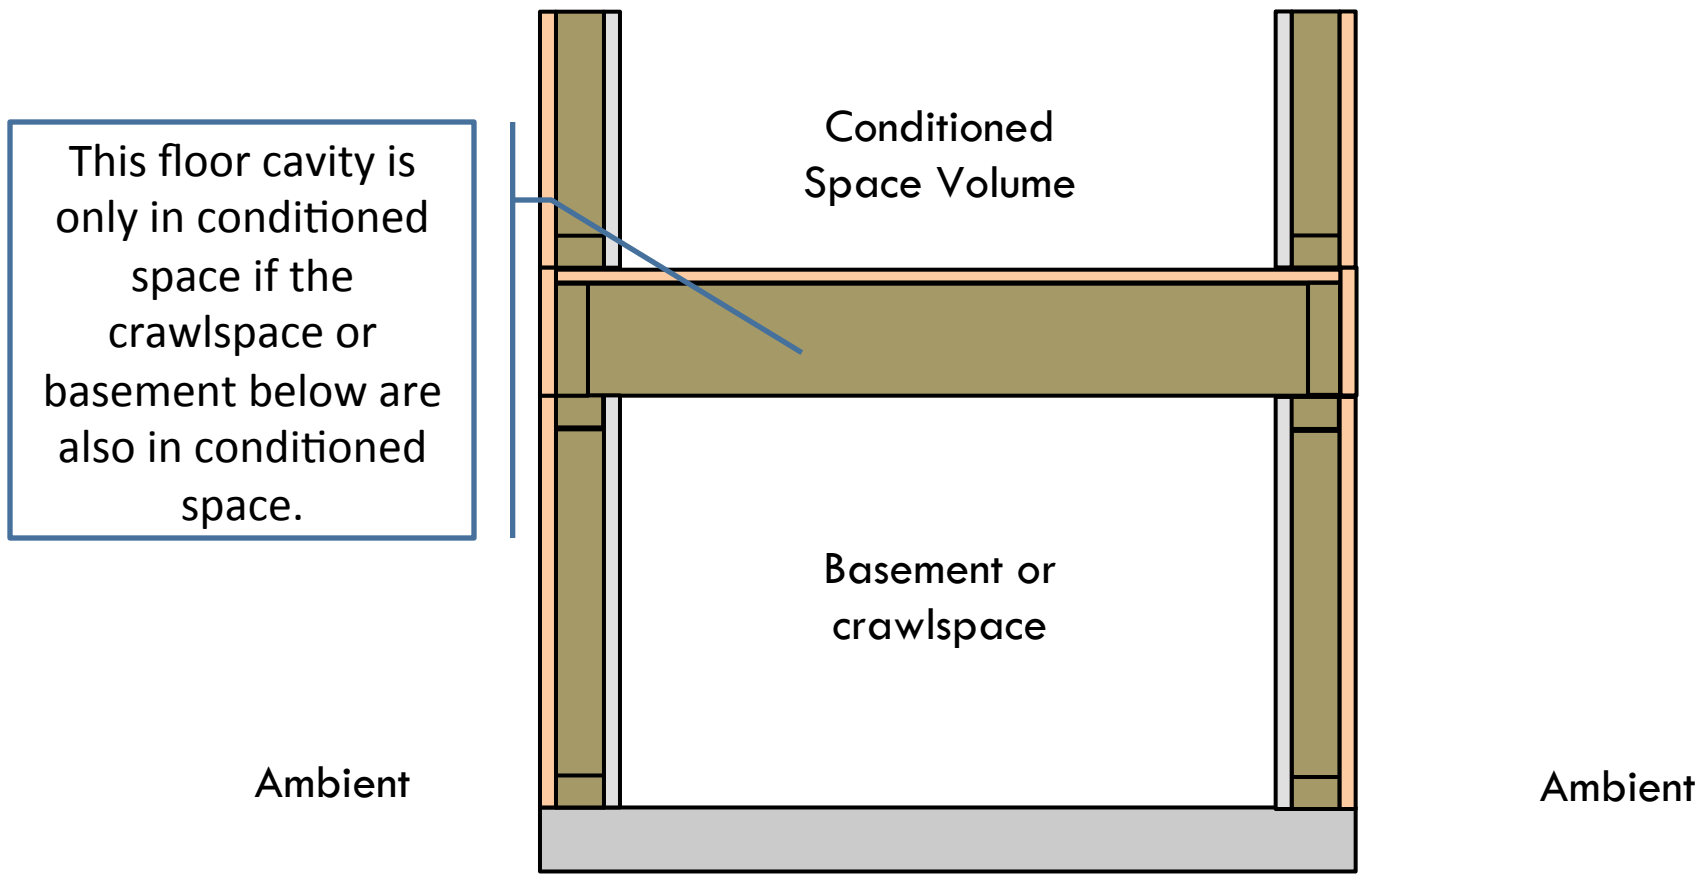 This floor cavity is
only in conditioned
space if the
crawlspace or
basement below are
also in conditioned
space.
Conditioned
Space Volume
Basement or
crawlspace
Ambient
Ambient